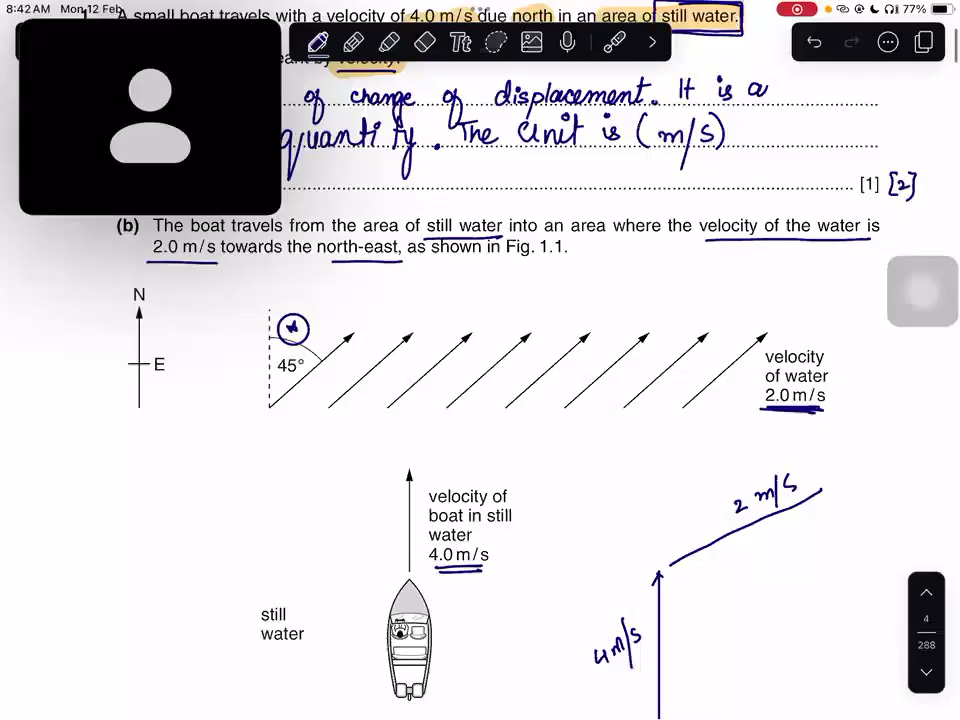 8:42 AM Mon 12 Feb
77%
A small boat travels with a velocity of 4.0 m/s due north in an area of still water.
by velocity.
of change of displacement. It is a
quantity. The Unit is (m/s)
[1] [2]
(b) The boat travels from the area of still water into an area where the velocity of the water is
2.0 m/s towards the north-east, as shown in Fig. 1.1.
N
E
45°
velocity
of water
2.0 m/s
velocity of
boat in still
water
4.0 m/s
still
water
2 m/s
4m/s
Tt
4
288